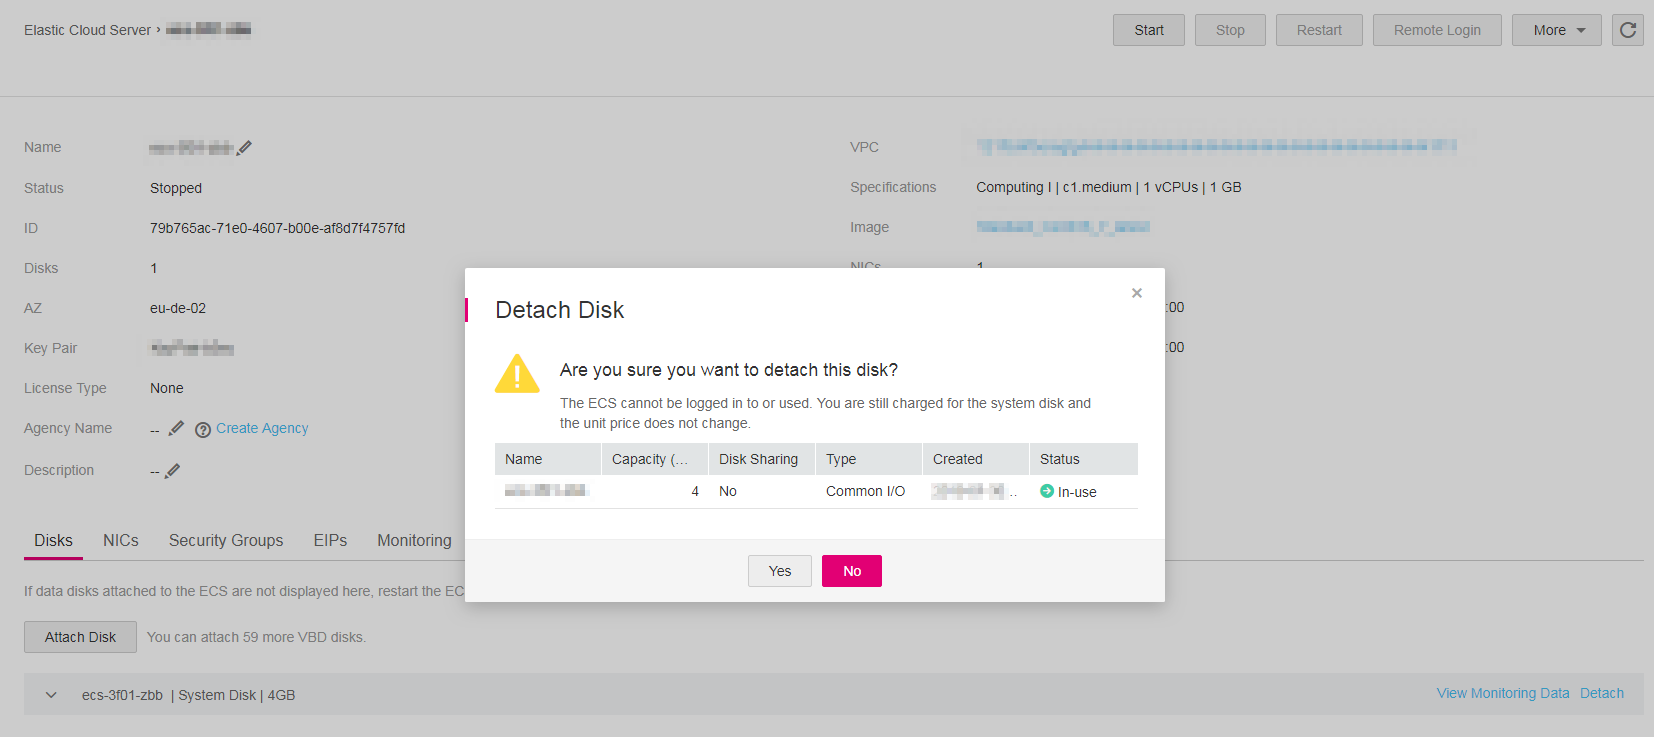 Elastic Cloud Server ›
Start
Stop
Restart
Remote Login
More
Name
VPC
Status
Stopped
Specifications
Computing I | c1.medium | 1 vCPUs | 1 GB
ID
79b765ac-71e0-4607-b00e-af8d7f4757fd
Image
Disks
1
NICs
1
AZ
eu-de-02
:00
Key Pair
:00
License Type
None
Agency Name
--
Create Agency
Description
--
Detach Disk
Are you sure you want to detach this disk?
The ECS cannot be logged in to or used. You are still charged for the system disk and
the unit price does not change.
Name Capacity (... Disk Sharing Type Created Status
4 No Common I/O .. In-use
Yes
No
Disks NICs Security Groups EIPs Monitoring
If data disks attached to the ECS are not displayed here, restart the EC
Attach Disk
You can attach 59 more VBD disks.
ecs-3f01-zbb | System Disk | 4GB
View Monitoring Data Detach